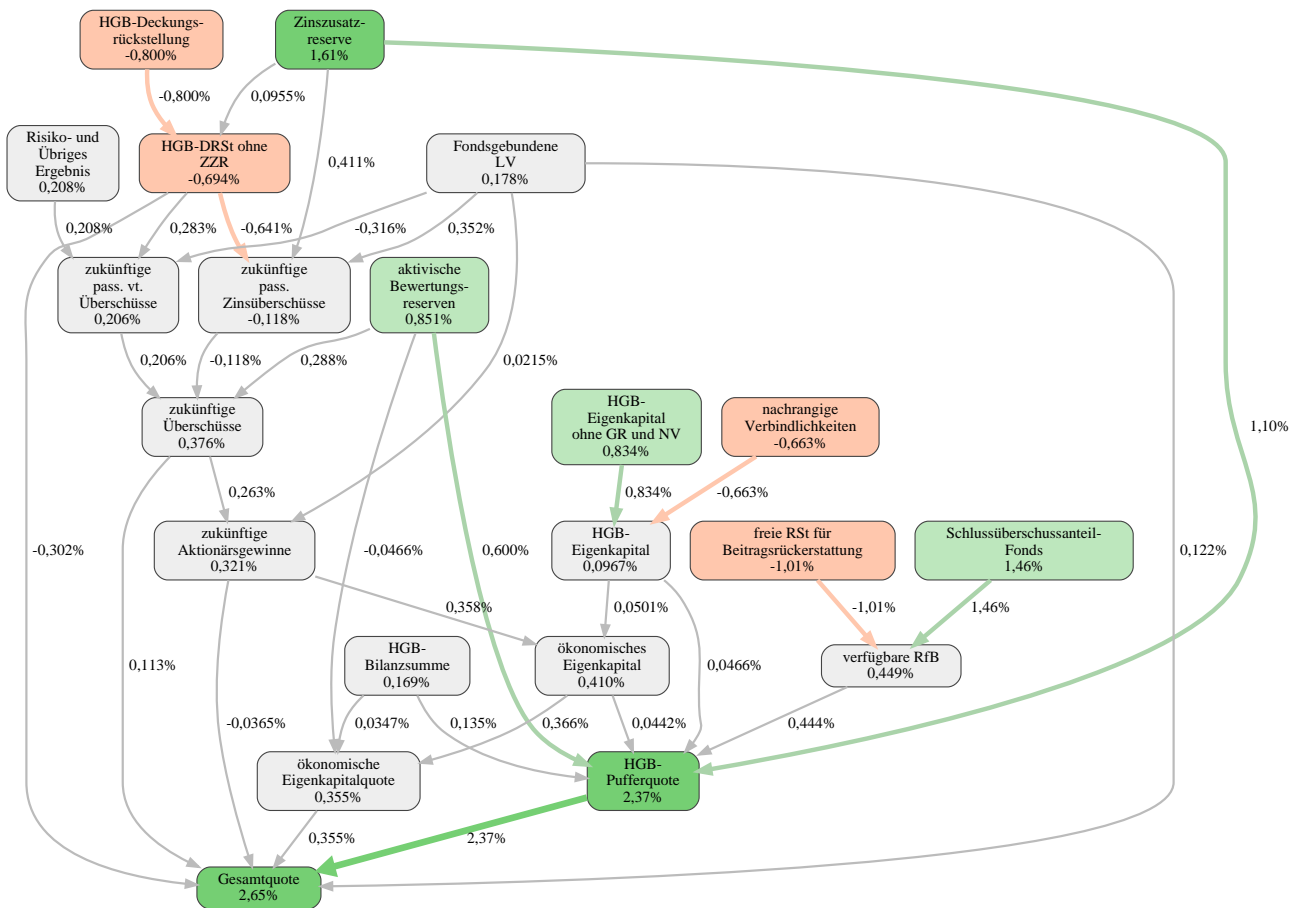 HGB-Deckungs-
rückstellung
-0,800%
Zinszusatz-
reserve
1,61%
-0,800%
0,0955%
Risiko- und
Übriges
Ergebnis
0,208%
HGB-DRSt ohne
ZZR
-0,694%
0,411%
Fondsgebundene
LV
0,178%
0,208%
0,283%
-0,641%
-0,316%
0,352%
zukünftige
pass. vt.
Überschüsse
0,206%
zukünftige
pass.
Zinsüberschüsse
-0,118%
aktivische
Bewertungs-
reserven
0,851%
0,206%
-0,118%
0,288%
0,0215%
zukünftige
Überschüsse
0,376%
HGB-
Eigenkapital
ohne GR und NV
0,834%
nachrangige
Verbindlichkeiten
-0,663%
1,10%
0,263%
0,834%
-0,663%
zukünftige
Aktionärsgewinne
0,321%
HGB-
Eigenkapital
0,0967%
freie RSt für
Beitragsrückerstattung
-1,01%
Schlussüberschussanteil-
Fonds
1,46%
-0,302%
-0,0466%
0,600%
0,122%
0,358%
0,0501%
-1,01%
1,46%
0,113%
HGB-
Bilanzsumme
0,169%
ökonomisches
Eigenkapital
0,410%
0,0466%
verfügbare RfB
0,449%
-0,0365%
0,0347%
0,135%
0,366%
0,0442%
0,444%
ökonomische
Eigenkapitalquote
0,355%
HGB-
Pufferquote
2,37%
0,355%
2,37%
Gesamtquote
2,65%